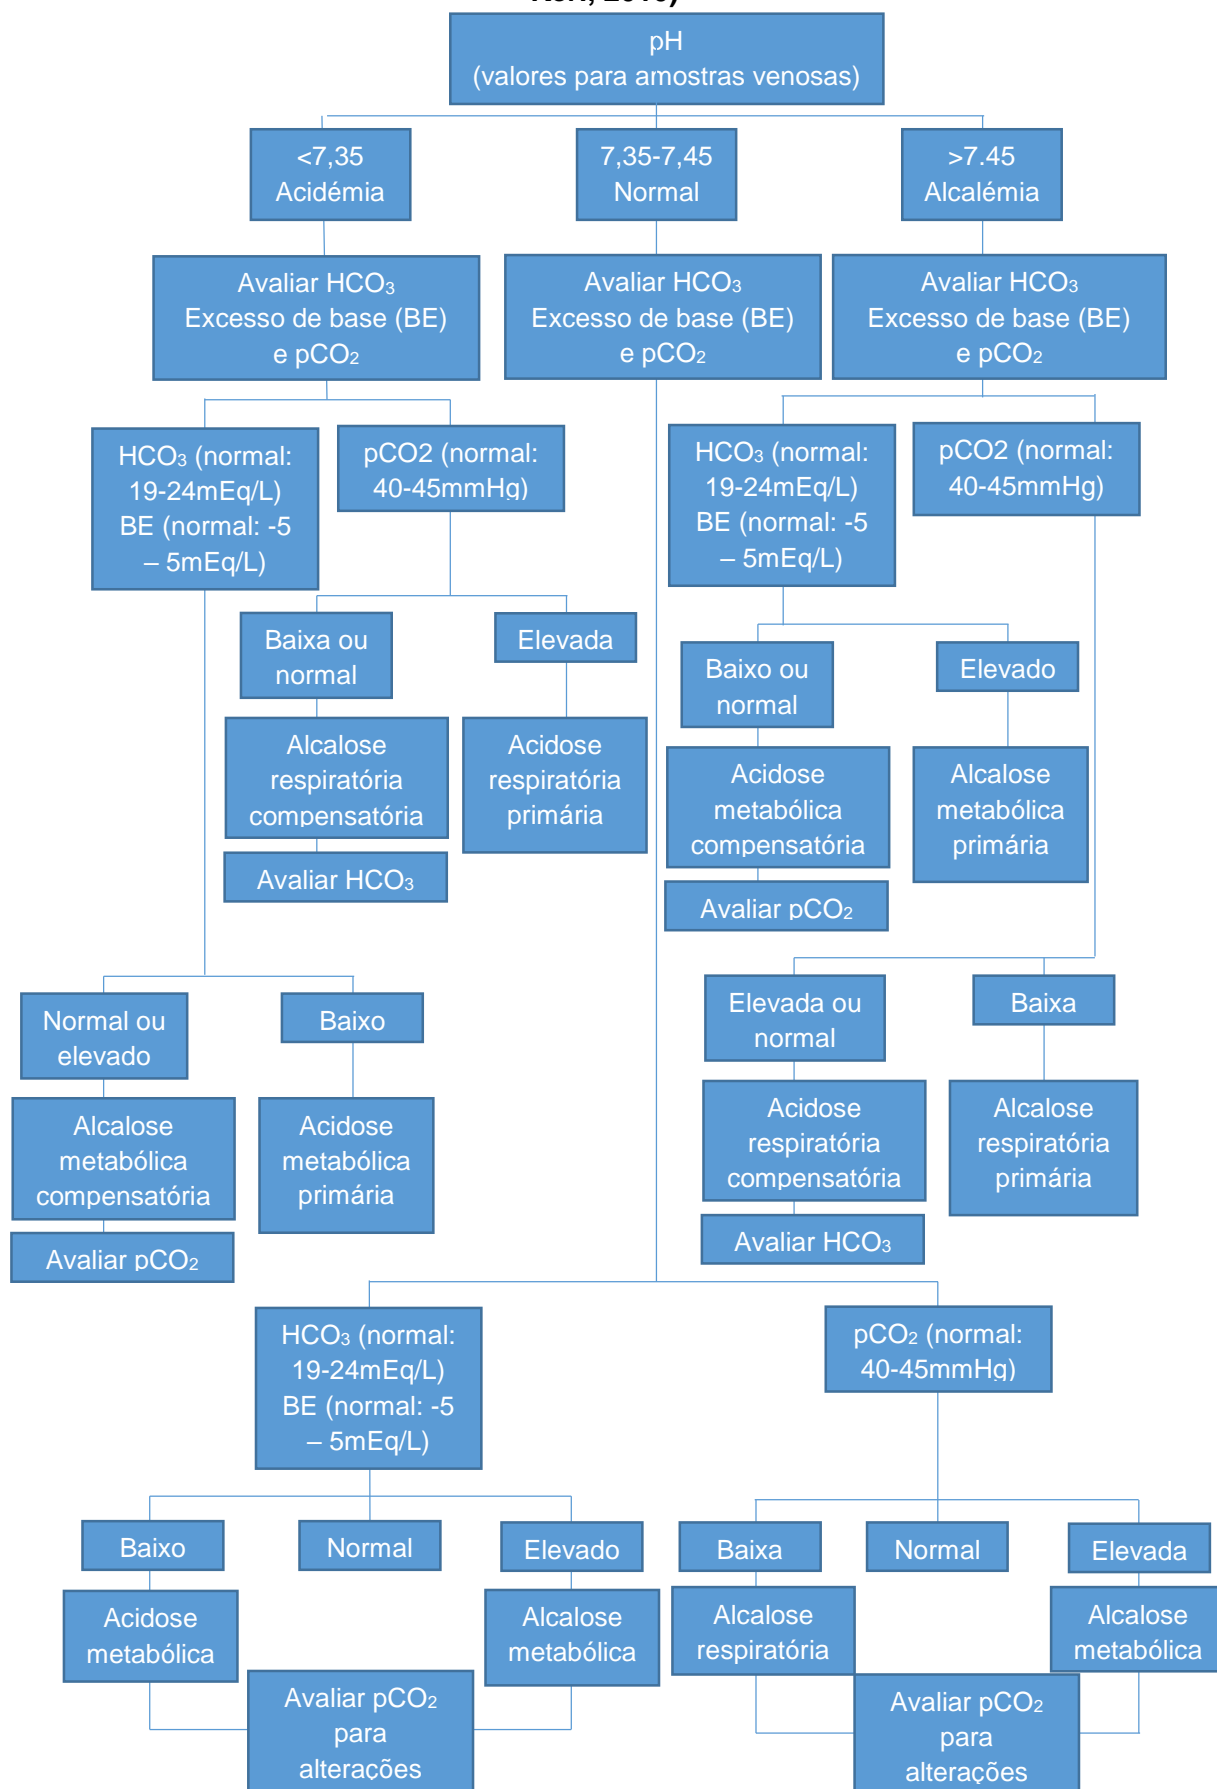 pH
(valores para amostras venosas)
<7,35
Acidémia
7,35-7,45
Normal
>7.45
Alcalémia
Avaliar HCO₃
Excesso de base (BE)
e pCO₂
Avaliar HCO₃
Excesso de base (BE)
e pCO₂
Avaliar HCO₃
Excesso de base (BE)
e pCO₂
HCO₃ (normal:
19-24mEq/L)
BE (normal: -5
– 5mEq/L)
pCO2 (normal:
40-45mmHg)
HCO₃ (normal:
19-24mEq/L)
BE (normal: -5
– 5mEq/L)
pCO2 (normal:
40-45mmHg)
Baixa ou
normal
Elevada
Baixo ou
normal
Elevado
Alcalose
respiratória
compensatória
Acidose
respiratória
primária
Acidose
metabólica
compensatória
Alcalose
metabólica
primária
Avaliar HCO₃
Avaliar pCO₂
Normal ou
elevado
Baixo
Elevada ou
normal
Baixa
Alcalose
metabólica
compensatória
Acidose
metabólica
primária
Acidose
respiratória
compensatória
Alcalose
respiratória
primária
Avaliar pCO₂
Avaliar HCO₃
HCO₃ (normal:
19-24mEq/L)
BE (normal: -5
– 5mEq/L)
pCO₂ (normal:
40-45mmHg)
Baixo
Normal
Elevado
Baixa
Normal
Elevada
Acidose
metabólica
Alcalose
metabólica
Alcalose
respiratória
Alcalose
metabólica
Avaliar pCO₂
para
alterações
Avaliar pCO₂
para
alterações